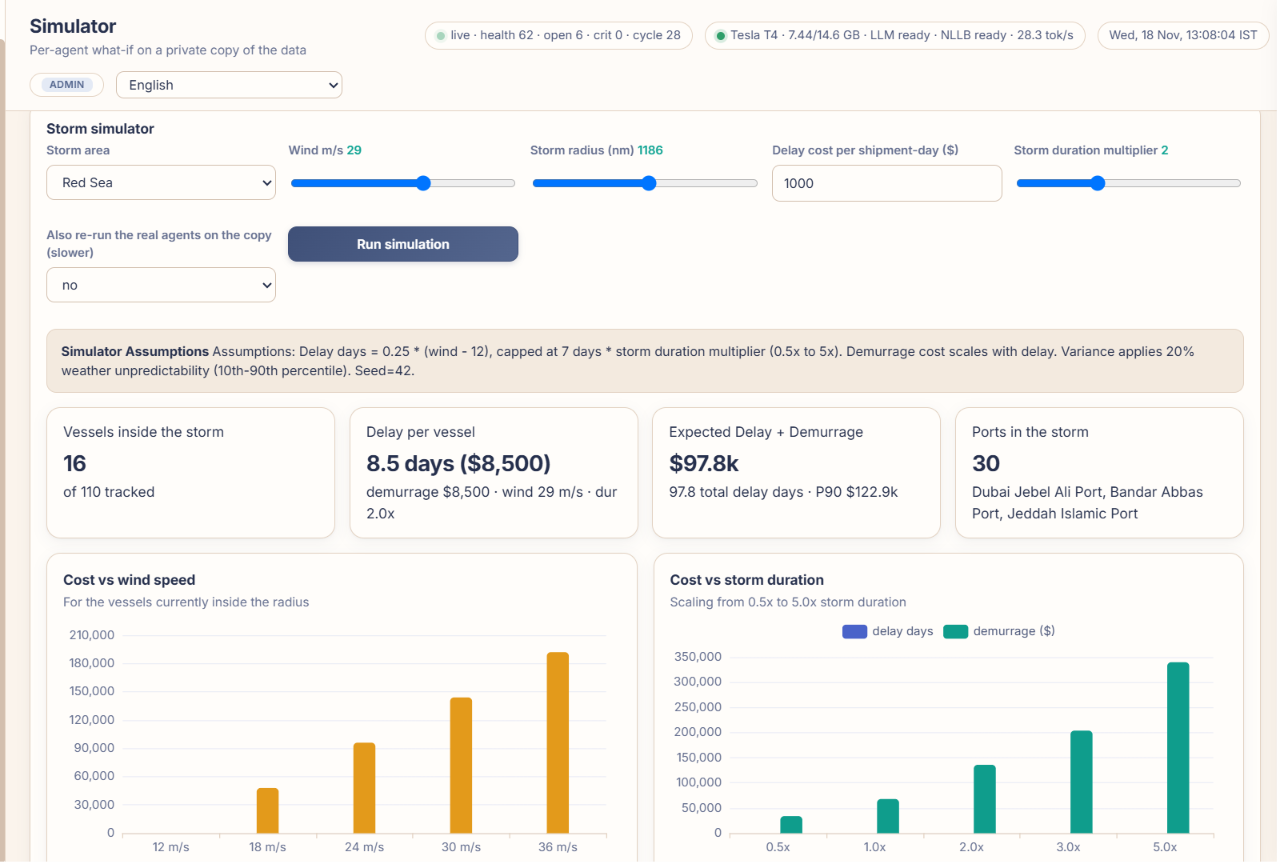 Simulator
Per-agent what-if on a private copy of the data
live · health 62 · open 6 · crit 0 · cycle 28
Tesla T4 · 7.44/14.6 GB · LLM ready · NLLB ready · 28.3 tok/s
Wed, 18 Nov, 13:08:04 IST
ADMIN
English
Storm simulator
Storm area
Red Sea
Wind m/s 29
Storm radius (nm) 1186
Delay cost per shipment-day ($)
1000
Storm duration multiplier 2
Also re-run the real agents on the copy
(slower)
no
Run simulation
Simulator Assumptions Assumptions: Delay days = 0.25 * (wind - 12), capped at 7 days * storm duration multiplier (0.5x to 5x). Demurrage cost scales with delay. Variance applies 20%
weather unpredictability (10th-90th percentile). Seed=42.
Vessels inside the storm
16
of 110 tracked
Delay per vessel
8.5 days ($8,500)
demurrage $8,500 · wind 29 m/s · dur
2.0x
Expected Delay + Demurrage
$97.8k
97.8 total delay days · P90 $122.9k
Ports in the storm
30
Dubai Jebel Ali Port, Bandar Abbas
Port, Jeddah Islamic Port
Cost vs wind speed
For the vessels currently inside the radius
210,000
180,000
150,000
120,000
90,000
60,000
30,000
0
12 m/s
18 m/s
24 m/s
30 m/s
36 m/s
Cost vs storm duration
Scaling from 0.5x to 5.0x storm duration
delay days
demurrage ($)
350,000
300,000
250,000
200,000
150,000
100,000
50,000
0
0.5x
1.0x
2.0x
3.0x
5.0x